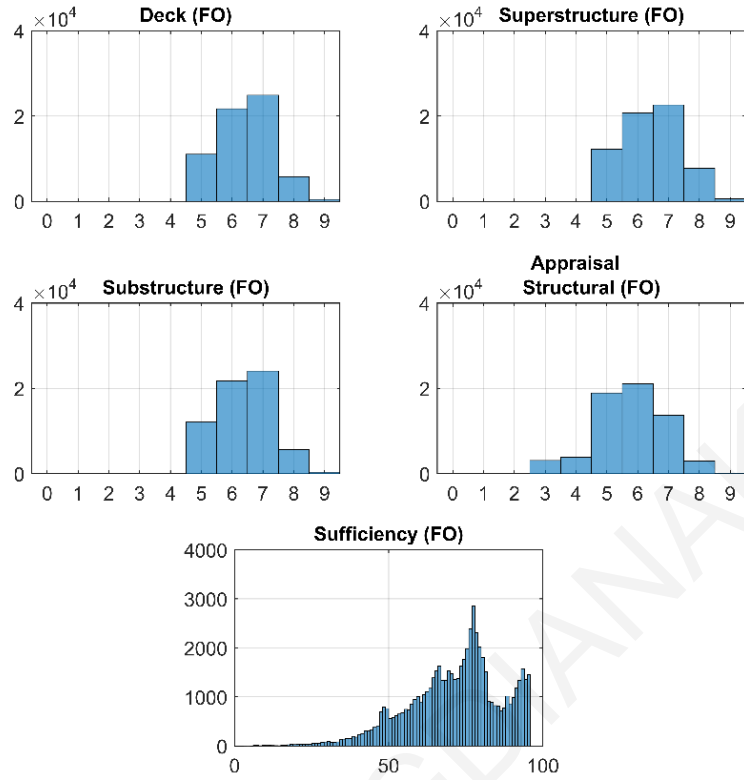 Deck (FO)
×10⁴
4
2
0
0 1 2 3 4 5 6 7 8 9
Superstructure (FO)
×10⁴
4
2
0
0 1 2 3 4 5 6 7 8 9
Substructure (FO)
×10⁴
4
2
0
0 1 2 3 4 5 6 7 8 9
Appraisal
Structural (FO)
×10⁴
4
2
0
0 1 2 3 4 5 6 7 8 9
Sufficiency (FO)
4000
3000
2000
1000
0
0 50 100